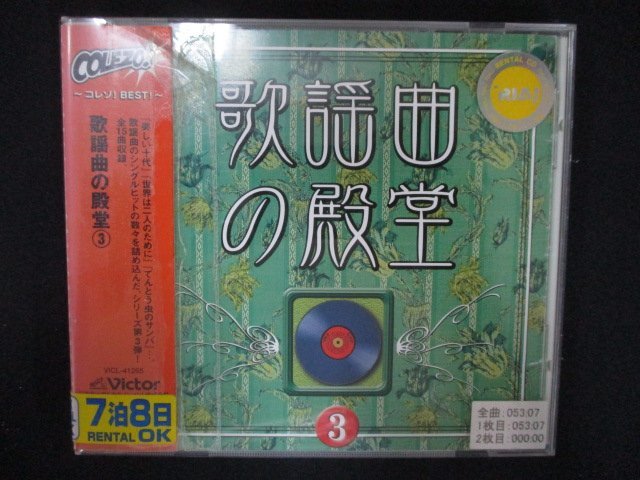 COLEZO!
～コレゾ！BEST！～
歌謡曲の殿堂③
「美しい十代」「世界は二人のために」「てんとう虫のサンバ」…
歌謡曲のシングルヒットの数々を詰め込んだ、シリーズ第3弾！
全15曲収録
VICL-41265
Victor
7泊8日
RENTAL OK
歌謡曲
の殿堂
RENTAL CD
3
全曲：053:07
1枚目：053:07
2枚目：000:00